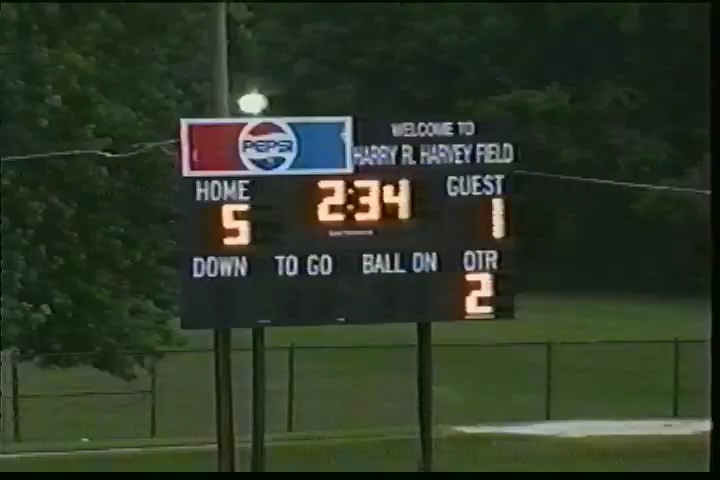 PEPSI
WELCOME TO
HARRY R. HARVEY FIELD
HOME 2:34 GUEST
5 1
DOWN TO GO BALL ON QTR
2